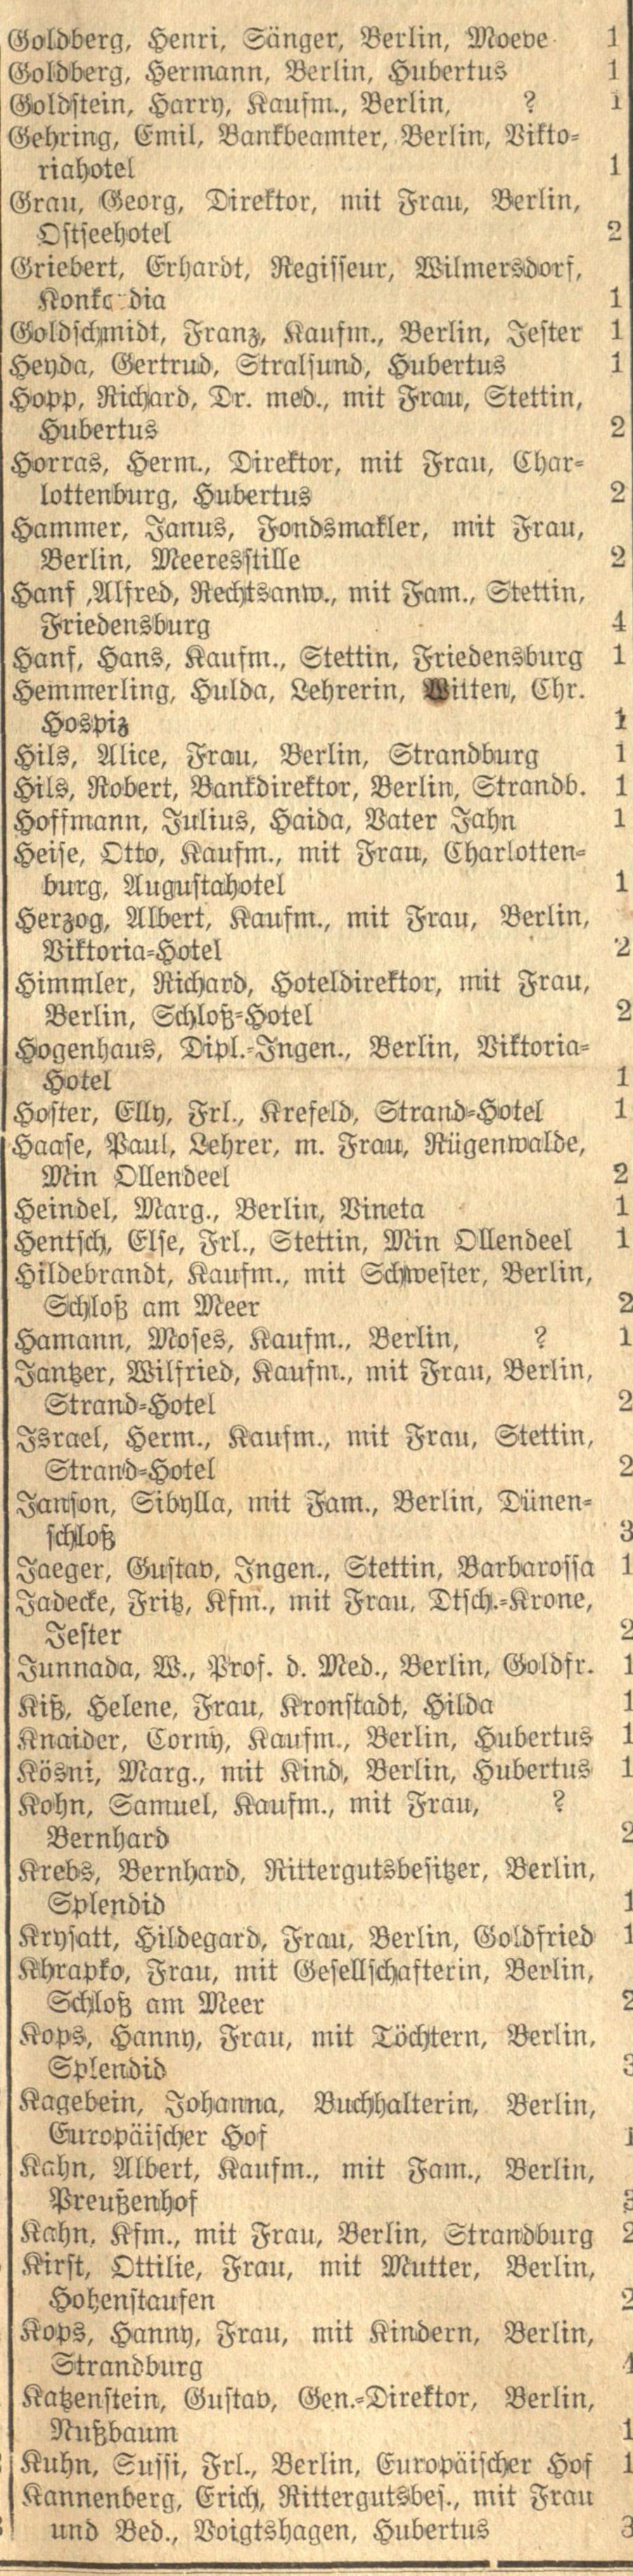 Goldberg, Henri, Sänger, Berlin, Moeve 1
Goldberg, Hermann, Berlin, Hubertus 1
Goldstein, Harry, Kaufm., Berlin, ? 1
Gehring, Emil, Bankbeamter, Berlin, Vikto-
riahotel 1
Grau, Georg, Direktor, mit Frau, Berlin,
Ostseehotel 2
Griebert, Erhardt, Regisseur, Wilmersdorf,
Konko dia 1
Goldschmidt, Franz, Kaufm., Berlin, Jester 1
Heyda, Gertrud, Stralsund, Hubertus 1
Hopp, Richard, Dr. med., mit Frau, Stettin,
Hubertus 2
Horras, Herm., Direktor, mit Frau, Char-
lottenburg, Hubertus 2
Hammer, Janus, Fondsmakler, mit Frau,
Berlin, Meeresstille 2
Hanf ,Alfred, Rechtsanw., mit Fam., Stettin,
Friedensburg 4
Hanf, Hans, Kaufm., Stettin, Friedensburg 1
Hemmerling, Hulda, Lehrerin, Witten, Chr.
Hospiz 1
Hils, Alice, Frau, Berlin, Strandburg 1
Hils, Robert, Bankdirektor, Berlin, Strandb. 1
Hoffmann, Julius, Haida, Vater Jahn 1
Heise, Otto, Kaufm., mit Frau, Charlotten-
burg, Augustahotel 1
Herzog, Albert, Kaufm., mit Frau, Berlin,
Viktoria-Hotel 2
Himmler, Richard, Hoteldirektor, mit Frau,
Berlin, Schloß-Hotel 2
Hogenhaus, Dipl.-Ingen., Berlin, Viktoria-
Hotel 1
Hoster, Elly, Frl., Krefeld, Strand-Hotel 1
Haase, Paul, Lehrer, m. Frau, Rügenwalde,
Min Ollendeel 2
Heindel, Marg., Berlin, Vineta 1
Hentsch, Else, Frl., Stettin, Min Ollendeel 1
Hildebrandt, Kaufm., mit Schwester, Berlin,
Schloß am Meer 2
Hamann, Moses, Kaufm., Berlin, ? 1
Jantzer, Wilfried, Kaufm., mit Frau, Berlin,
Strand-Hotel 2
Israel, Herm., Kaufm., mit Frau, Stettin,
Strand-Hotel 2
Janson, Sibylla, mit Fam., Berlin, Dünen-
schloß 3
Jaeger, Gustav, Ingen., Stettin, Barbarossa 1
Jadecke, Fritz, Kfm., mit Frau, Dtsch.-Krone,
Jester 2
Junnada, W., Prof. d. Med., Berlin, Goldfr. 1
Kiß, Helene, Frau, Kronstadt, Hilda 1
Knaider, Corny, Kaufm., Berlin, Hubertus 1
Kösni, Marg., mit Kind, Berlin, Hubertus 1
Kohn, Samuel, Kaufm., mit Frau, ?
Bernhard 2
Krebs, Bernhard, Rittergutsbesitzer, Berlin,
Splendid 1
Krysatt, Hildegard, Frau, Berlin, Goldfried 1
Khrapko, Frau, mit Gesellschafterin, Berlin,
Schloß am Meer 2
Kops, Hanny, Frau, mit Töchtern, Berlin,
Splendid 3
Kagebein, Johanna, Buchhalterin, Berlin,
Europäischer Hof 1
Kahn, Albert, Kaufm., mit Fam., Berlin,
Preußenhof 3
Kahn, Kfm., mit Frau, Berlin, Strandburg 2
Kirst, Ottilie, Frau, mit Mutter, Berlin,
Hohenstaufen 2
Kops, Hanny, Frau, mit Kindern, Berlin,
Strandburg 4
Katzenstein, Gustav, Gen.-Direktor, Berlin,
Nußbaum 1
Kuhn, Sussi, Frl., Berlin, Europäischer Hof 1
Kannenberg, Erich, Rittergutsbes., mit Frau
und Bed., Voigtshagen, Hubertus 3